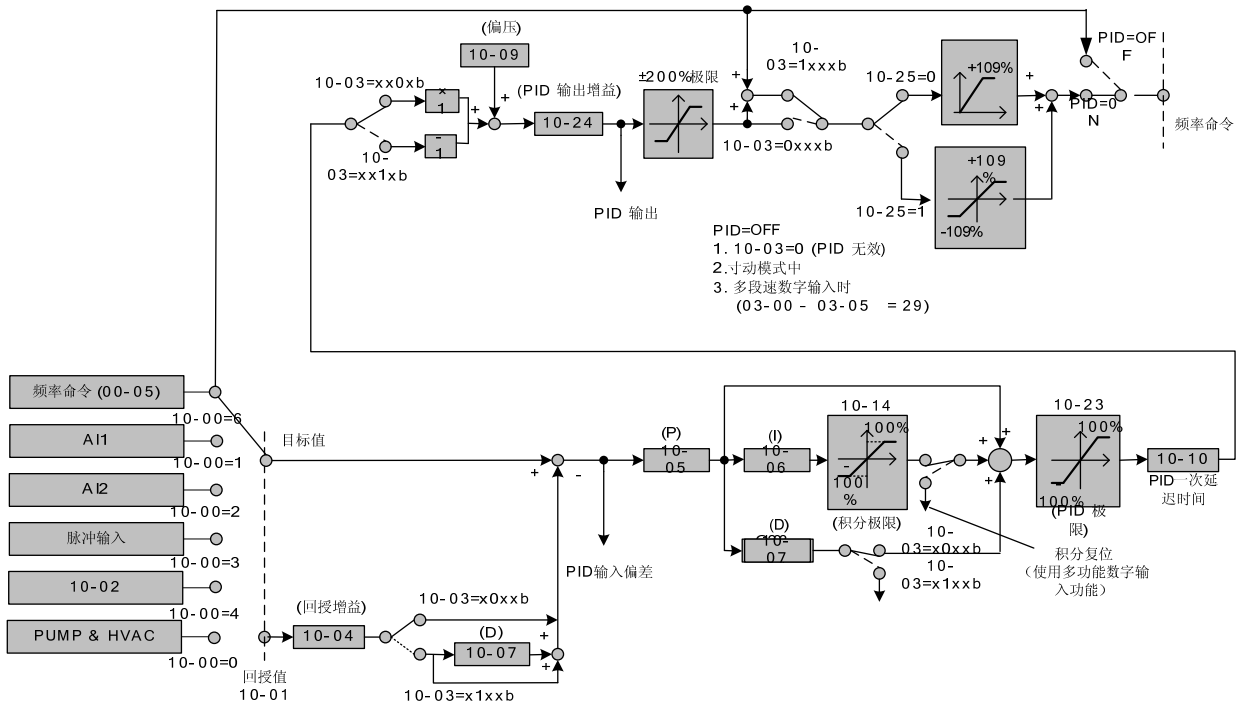 (偏压)
10-09
10-03=xx0xb
×
1
-
1
10-
03=xx1xb
+
+
(PID 输出增益)
10-24
PID 输出
±200%极限
+
+
10-
03=1xxxb
10-03=0xxxb
10-25=0
10-25=1
+109%
+109
%
-109%
+
+
PID=OF
F
PID=0
N
频率命令
PID=OFF
1. 10-03=0 (PID 无效)
2.寸动模式中
3. 多段速数字输入时
(03-00 - 03-05 = 29)
频率命令 (00-05)
10-00=6
AI1
10-00=1
AI2
10-00=2
脉冲输入
10-00=3
10-02
10-00=4
PUMP & HVAC
10-00=0
目标值
回授值
10-01
(回授增益)
10-04
10-03=x0xxb
(D)
10-07
10-03=x1xxb
+
+
+
-
PID输入偏差
(P)
10-
05
(I)
10-
06
(D)
10-
07
10-14
100%
-
100
%
(积分极限)
10-
03=x0xxb
10-
03=x1xxb
+
+
+
积分复位
（使用多功能数字输
入功能）
10-23
100%
-
100%
(PID 极
限)
10-10
PID一次延
迟时间